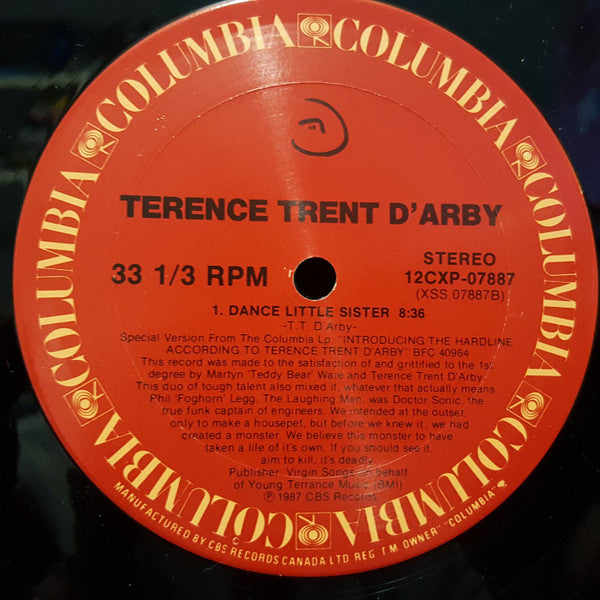 COLUMBIA COLUMBIA COLUMBIA COLUMBIA COLUMBIA COLUMBIA COLUMBIA
TERENCE TRENT D'ARBY
33 1/3 RPM
STEREO
12CXP-07887
(XSS 07887B)
1. DANCE LITTLE SISTER 8:36
-T.T. D'Arby-
Special Version From The Columbia Lp. "INTRODUCING THE HARDLINE
ACCORDING TO TERENCE TRENT D'ARBY" BFC 40964
This record was made to the satisfaction of and grittified to the 1st
degree by Martyn 'Teddy Bear' Ware and Terence Trent D'Arby
This duo of tough talent also mixed it, whatever that actually means,
Phil 'Foghorn' Legg, The Laughing Man, was Doctor Sonic, the
true funk captain of engineers. We intended at the outset,
only to make a housepet, but before we knew it, we had
created a monster. We believe this monster to have
taken a life of it's own. If you should see it,
aim to kill, it's deadly.
Publisher: Virgin Songs on behalf
of Young Terrance Music (BMI)
Ⓟ 1987 CBS Records
MANUFACTURED BY CBS RECORDS CANADA LTD REG. T.M. OWNER "COLUMBIA"